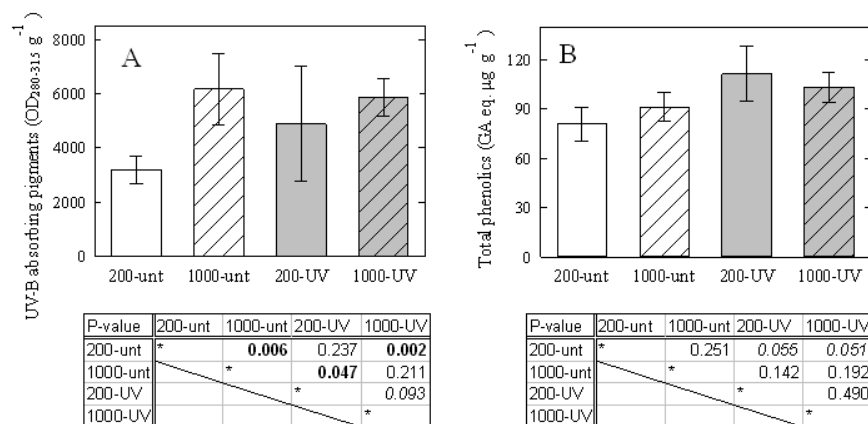 UV-B absorbing pigments (OD280-315 g-1)
A
8000
6000
4000
2000
0
200-unt 1000-unt 200-UV 1000-UV
P-value 200-unt 1000-unt 200-UV 1000-UV
200-unt * 0.006 0.237 0.002
1000-unt * 0.047 0.211
200-UV * 0.093
1000-UV *
Total phenolics (GA eq. µg g-1)
B
120
90
60
30
0
200-unt 1000-unt 200-UV 1000-UV
P-value 200-unt 1000-unt 200-UV 1000-UV
200-unt * 0.251 0.055 0.051
1000-unt * 0.142 0.192
200-UV * 0.490
1000-UV *